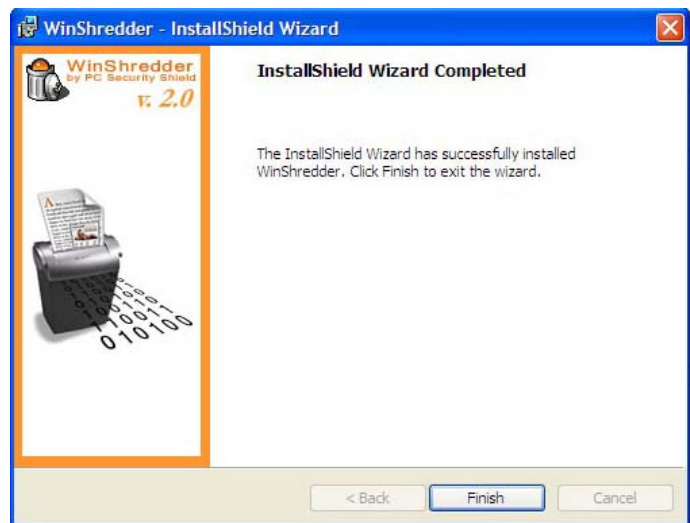 WinShredder - InstallShield Wizard
WinShredder
by PC Security Shield
v. 2.0
InstallShield Wizard Completed
The InstallShield Wizard has successfully installed
WinShredder. Click Finish to exit the wizard.
A
010100
< Back Finish Cancel